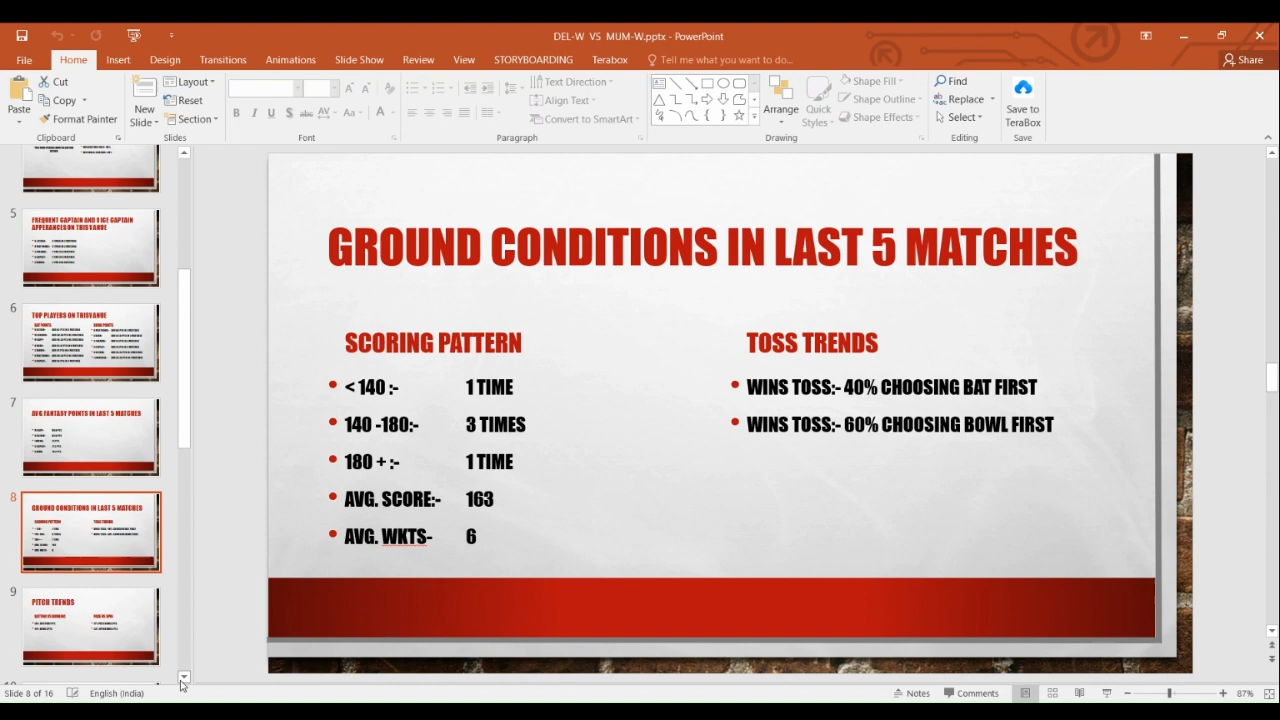 DEL-W VS MUM-W.pptx - PowerPoint
File Home Insert Design Transitions Animations Slide Show Review View STORYBOARDING Terabox Tell me what you want to do... Share
Cut
Copy
Format Painter
Paste
Clipboard
New Slide
Layout
Reset
Section
Slides
B I U S abc AV Aa A
Font
Text Direction
Align Text
Convert to SmartArt
Paragraph
Arrange
Quick Styles
Shape Fill
Shape Outline
Shape Effects
Drawing
Find
Replace
Select
Editing
Save to TeraBox
Save
5
FREQUENT CAPTAIN AND VICE CAPTAIN
6
TOP PLAYERS ON THIS VANUE
7
AVG FANTASY POINTS IN LAST 5 MATCHES
8
GROUND CONDITIONS IN LAST 5 MATCHES
SCORING PATTERN TOSS TRENDS
9
PITCH TRENDS
GROUND CONDITIONS IN LAST 5 MATCHES
SCORING PATTERN
• < 140 :- 1 TIME
• 140 -180:- 3 TIMES
• 180 + :- 1 TIME
• AVG. SCORE:- 163
• AVG. WKTS- 6
TOSS TRENDS
• WINS TOSS:- 40% CHOOSING BAT FIRST
• WINS TOSS:- 60% CHOOSING BOWL FIRST
Slide 8 of 16 English (India) Notes Comments 87%